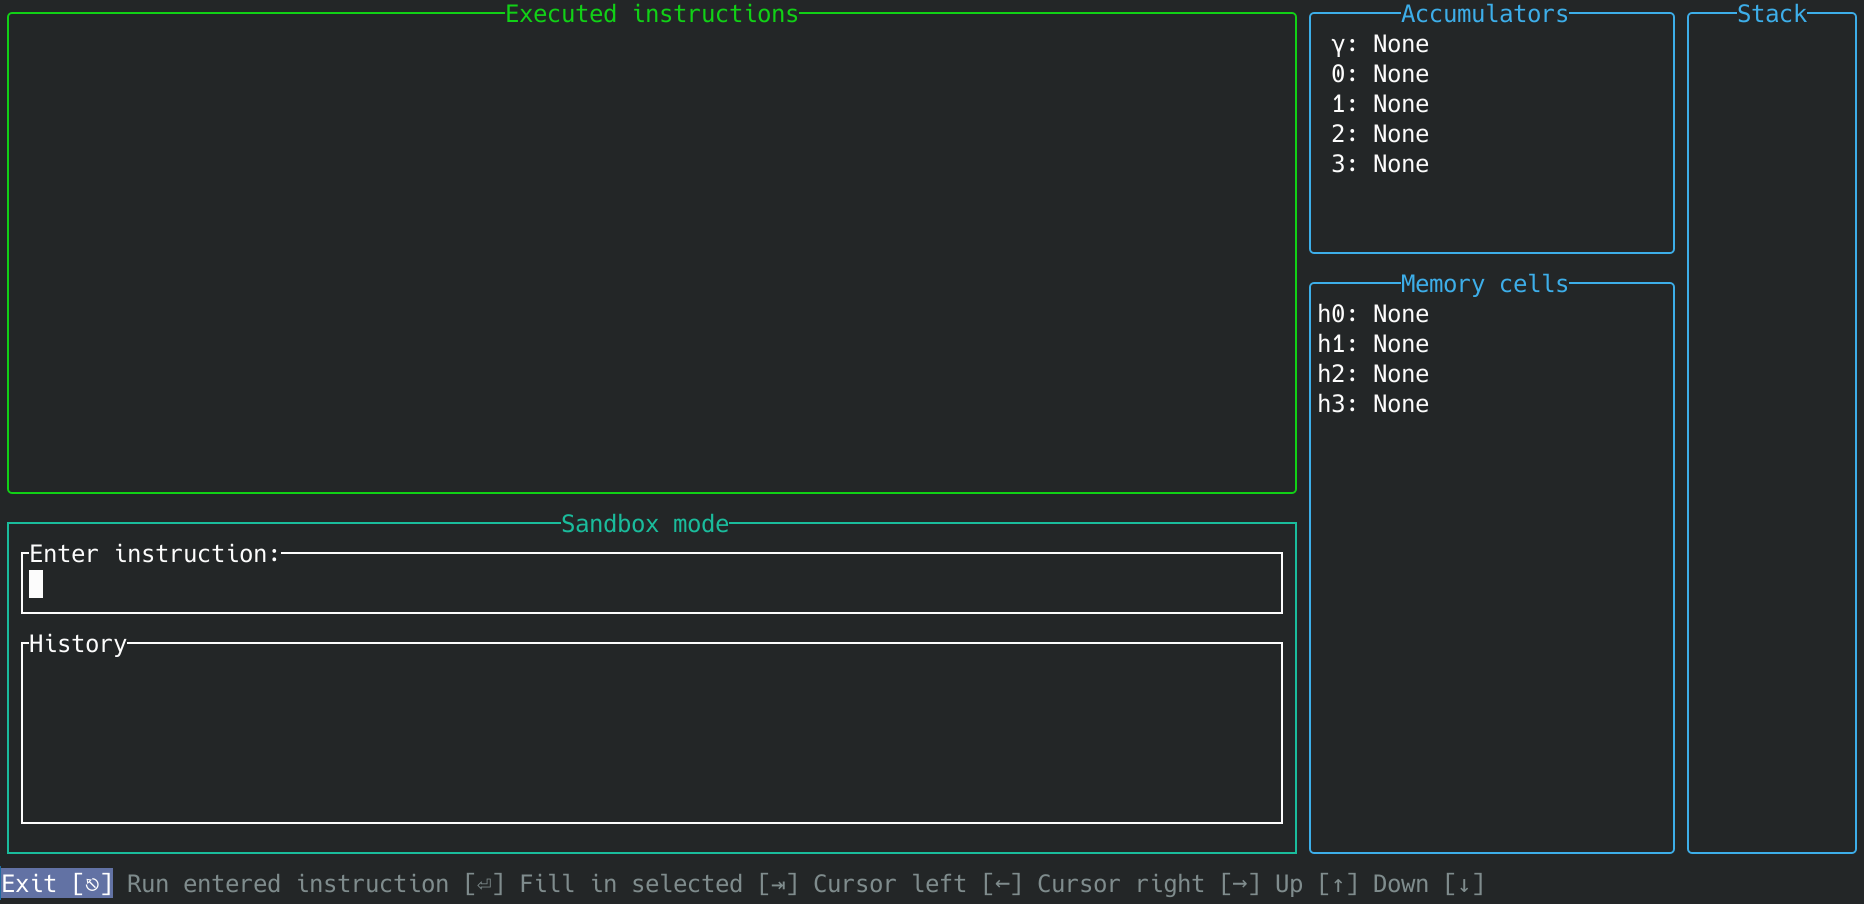 Executed instructions
Accumulators
γ: None
0: None
1: None
2: None
3: None
Stack
Memory cells
h0: None
h1: None
h2: None
h3: None
Sandbox mode
Enter instruction:
History
Exit [⎋] Run entered instruction [⏎] Fill in selected [⇥] Cursor left [←] Cursor right [→] Up [↑] Down [↓]